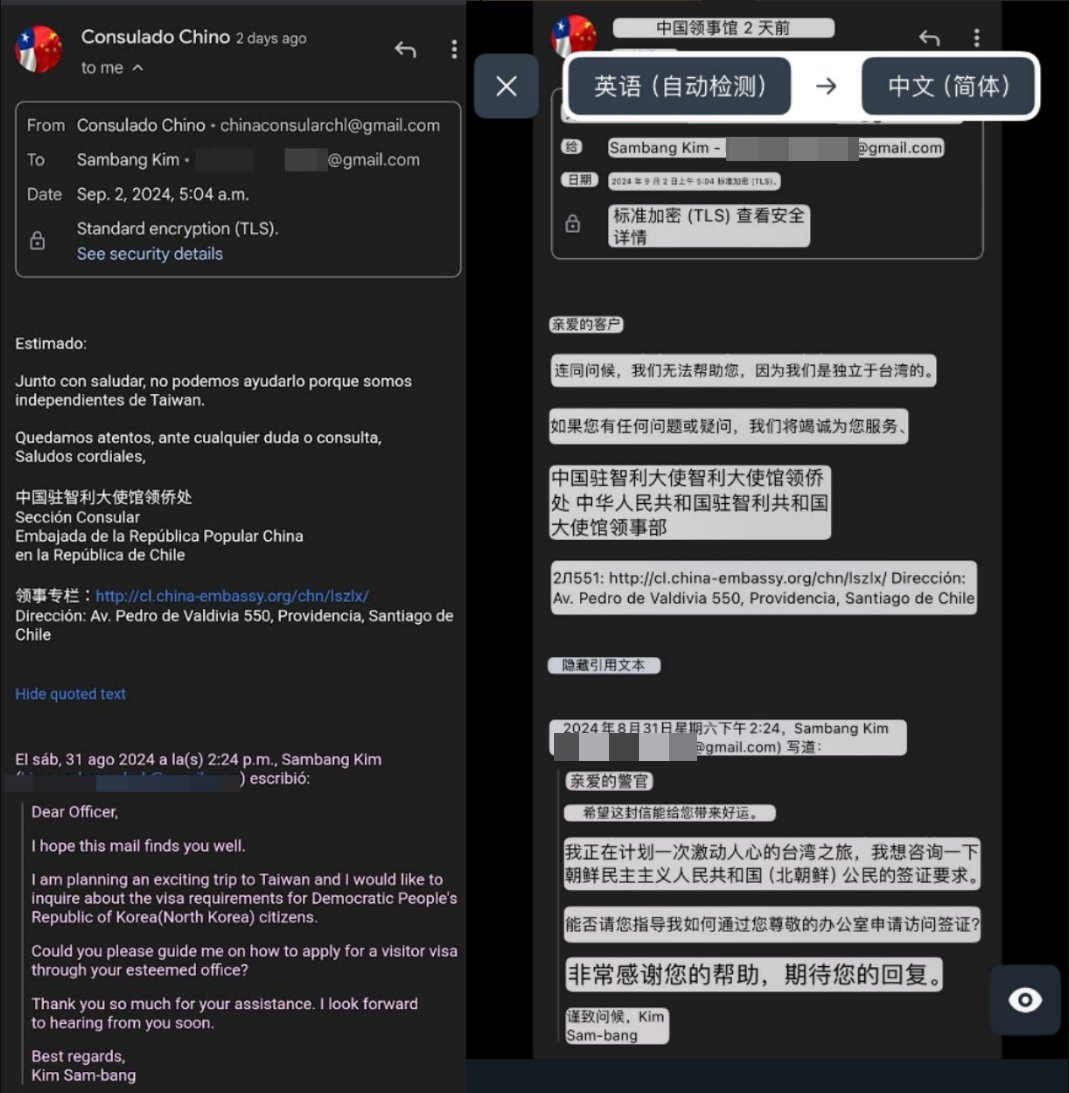 Consulado Chino 2 days ago
to me
From Consulado Chino • chinaconsularchl@gmail.com
To Sambang Kim • @gmail.com
Date Sep. 2, 2024, 5:04 a.m.
Standard encryption (TLS).
See security details
Estimado:
Junto con saludar, no podemos ayudarlo porque somos
independientes de Taiwan.
Quedamos atentos, ante cualquier duda o consulta,
Saludos cordiales,
中国驻智利大使馆领侨处
Sección Consular
Embajada de la República Popular China
en la República de Chile
领事专栏：http://cl.china-embassy.org/chn/lszlx/
Dirección: Av. Pedro de Valdivia 550, Providencia, Santiago de
Chile
Hide quoted text
El sáb, 31 ago 2024 a la(s) 2:24 p.m., Sambang Kim
) escribió:
Dear Officer,
I hope this mail finds you well.
I am planning an exciting trip to Taiwan and I would like to
inquire about the visa requirements for Democratic People's
Republic of Korea(North Korea) citizens.
Could you please guide me on how to apply for a visitor visa
through your esteemed office?
Thank you so much for your assistance. I look forward
to hearing from you soon.
Best regards,
Kim Sam-bang
中国领事馆 2 天前
英语（自动检测） → 中文（简体）
给 Sambang Kim - @gmail.com
日期 2024 年 9 月 2 日上午 5:04 标准加密 (TLS)。
标准加密 (TLS) 查看安全
详情
亲爱的客户
连同问候，我们无法帮助您，因为我们是独立于台湾的。
如果您有任何问题或疑问，我们将竭诚为您服务、
中国驻智利大使智利大使馆领侨
处 中华人民共和国驻智利共和国
大使馆领事部
2Л551: http://cl.china-embassy.org/chn/lszlx/ Dirección:
Av. Pedro de Valdivia 550, Providencia, Santiago de Chile
隐藏引用文本
2024年8月31日星期六下午 2:24，Sambang Kim
@gmail.com) 写道：
亲爱的警官
希望这封信能给您带来好运。
我正在计划一次激动人心的台湾之旅，我想咨询一下
朝鲜民主主义人民共和国（北朝鲜）公民的签证要求。
能否请您指导我如何通过您尊敬的办公室申请访问签证?
非常感谢您的帮助，期待您的回复。
谨致问候，Kim
Sam-bang